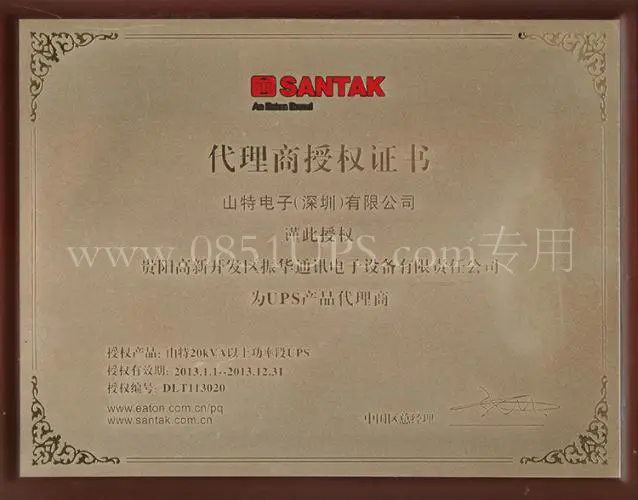 SANTAK
An Eaton Brand
代理商授权证书
山特电子(深圳)有限公司
谨此授权
www.0851UPS.com专用
贵阳高新开发区振华通讯电子设备有限责任公司
为UPS产品代理商
授权产品: 山特20kVA以上功率段UPS
授权有效期: 2013.1.1--2013.12.31
授权编号: DLT113020
www.eaton.com.cn/pq
www.santak.com.cn
中国区总经理